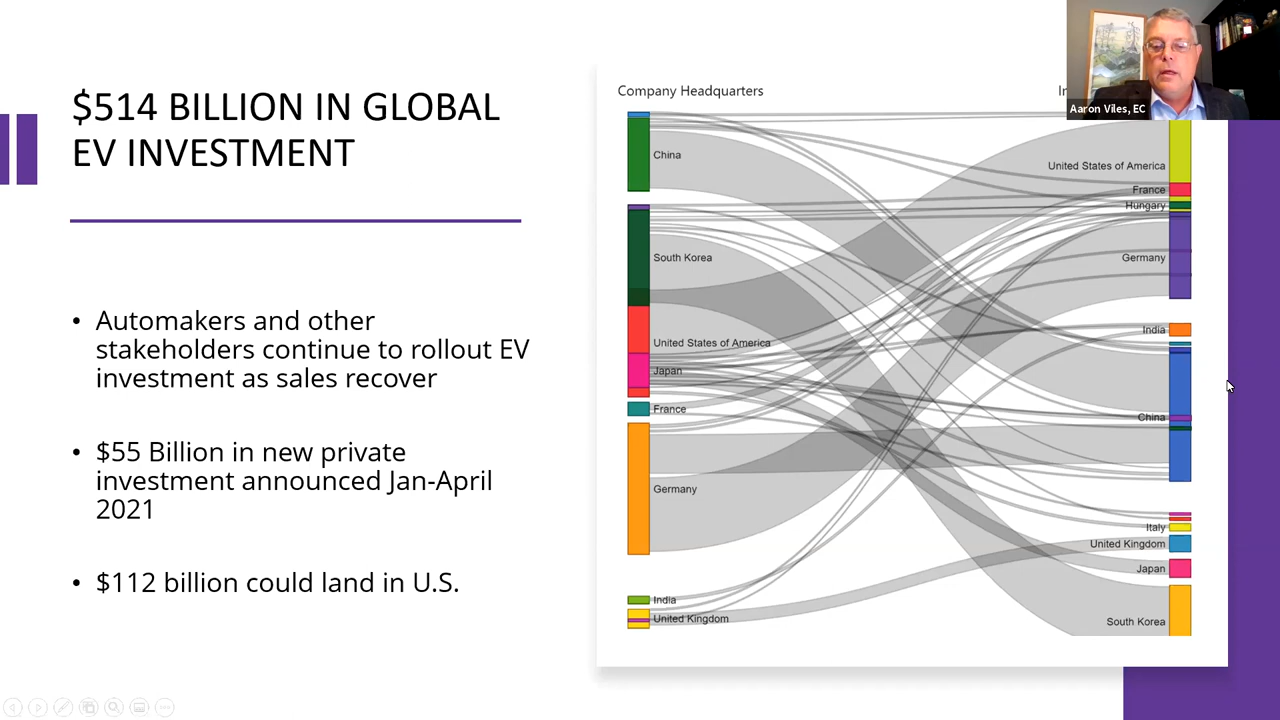 $514 BILLION IN GLOBAL
EV INVESTMENT
• Automakers and other
stakeholders continue to rollout EV
investment as sales recover
• $55 Billion in new private
investment announced Jan-April
2021
• $112 billion could land in U.S.
Company Headquarters
China
South Korea
United States of America
Japan
France
Germany
India
United Kingdom
United States of America
France
Hungary
Germany
India
China
Italy
United Kingdom
Japan
South Korea
Aaron Viles, EC